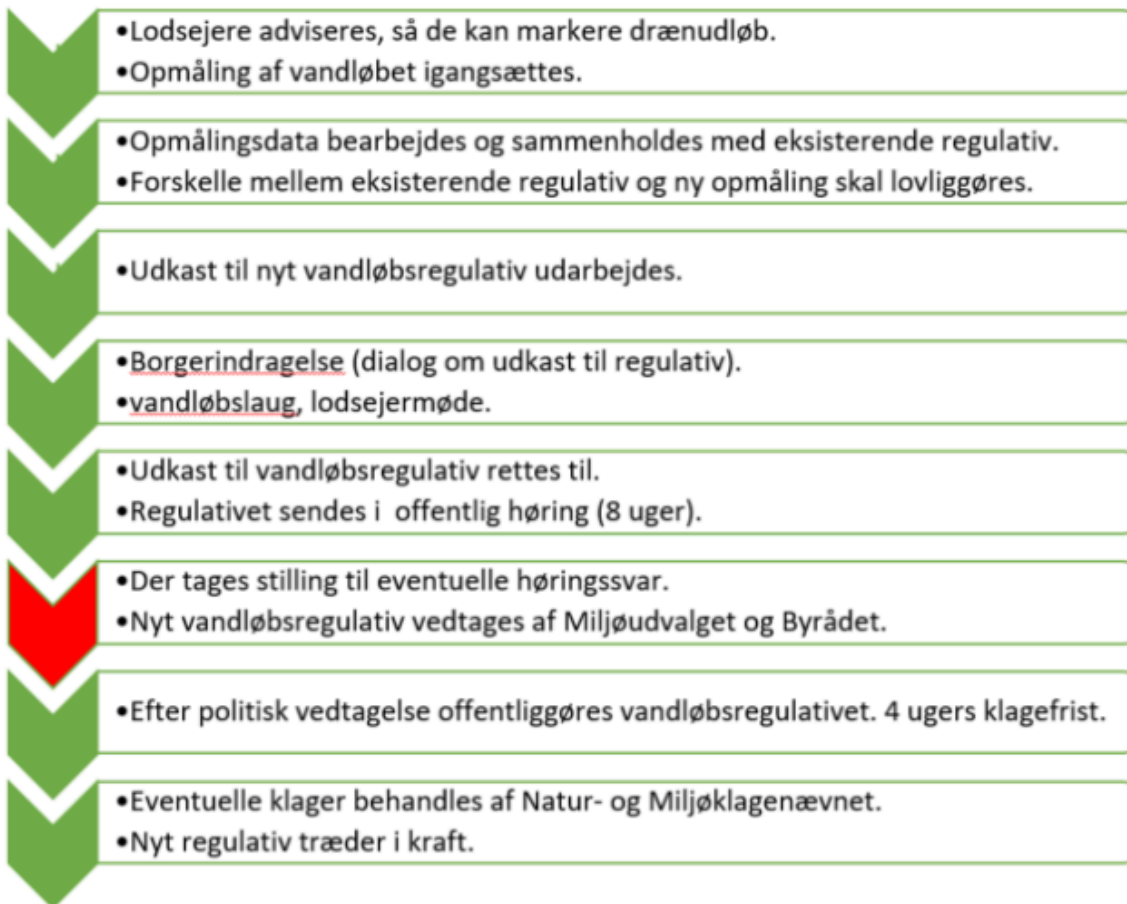 •Lodsejere adviseres, så de kan markere drænudløb.
•Opmåling af vandløbet igangsættes.
•Opmålingsdata bearbejdes og sammenholdes med eksisterende regulativ.
•Forskelle mellem eksisterende regulativ og ny opmåling skal lovliggøres.
•Udkast til nyt vandløbsregulativ udarbejdes.
•Borgerindragelse (dialog om udkast til regulativ).
•vandløbslaug, lodsejermøde.
•Udkast til vandløbsregulativ rettes til.
•Regulativet sendes i  offentlig høring (8 uger).
•Der tages stilling til eventuelle høringssvar.
•Nyt vandløbsregulativ vedtages af Miljøudvalget og Byrådet.
•Efter politisk vedtagelse offentliggøres vandløbsregulativet. 4 ugers klagefrist.
•Eventuelle klager behandles af Natur- og Miljøklagenævnet.
•Nyt regulativ træder i kraft.